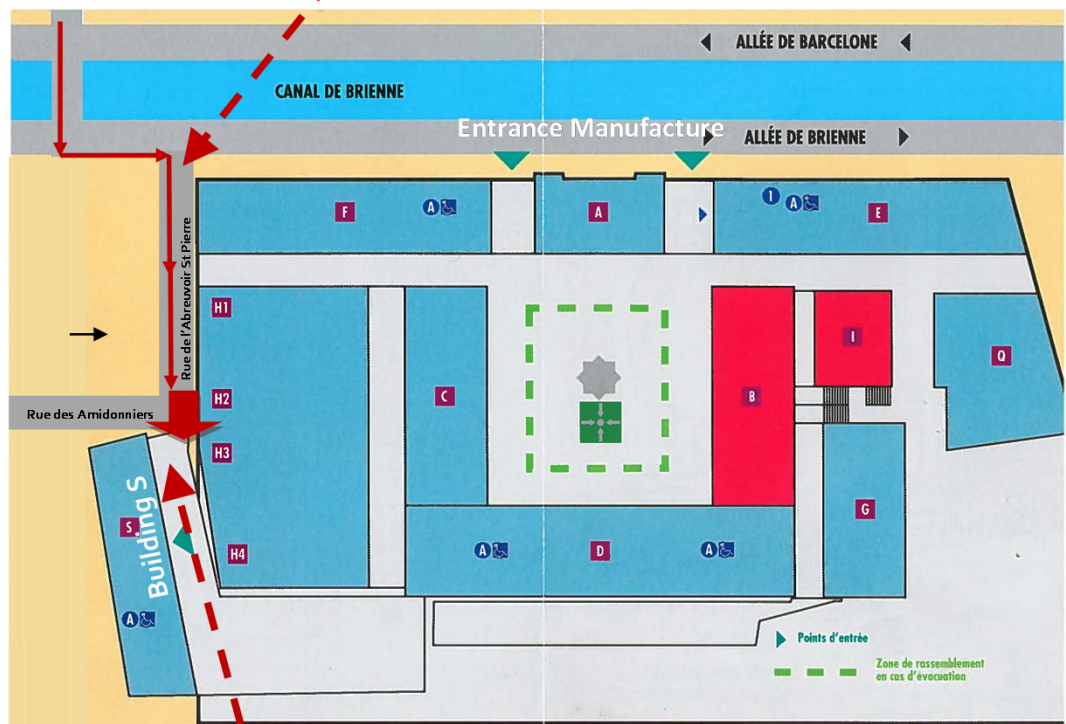 ALLÉE DE BARCELONE
CANAL DE BRIENNE
Entrance Manufacture
ALLÉE DE BRIENNE
F
A
A
1
A
E
Rue de l'Abreuvoir St Pierre
H1
I
Q
H2
C
B
Rue des Amidonniers
H3
G
S
Building S
H4
A
D
A
A
Points d'entrée
Zone de rassemblement
en cas d'évacuation